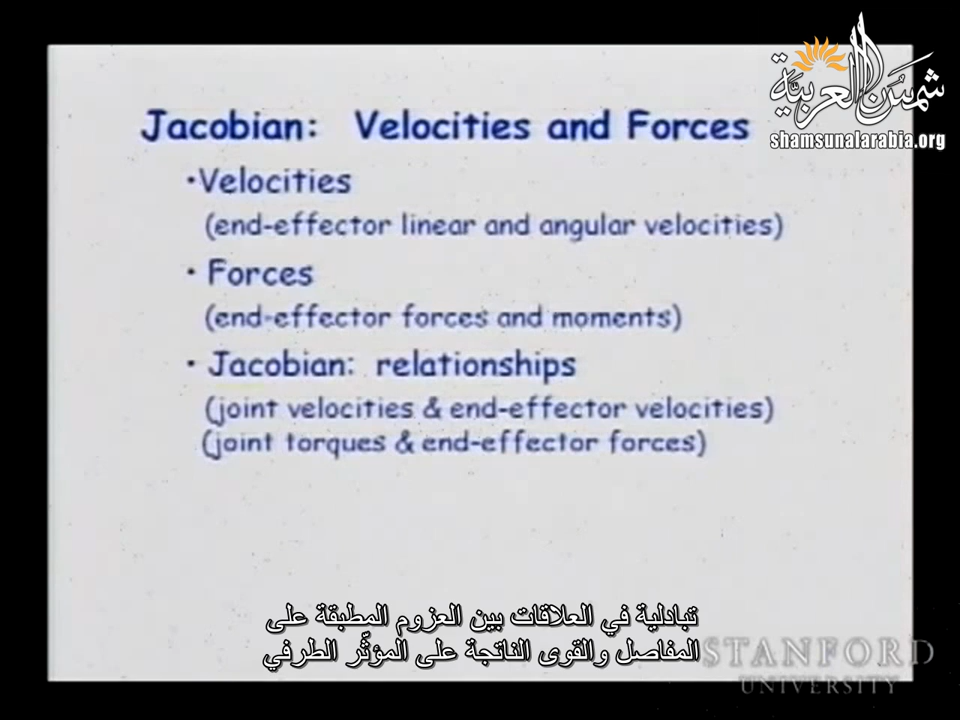 شمس العربية
shamsunalarabia.org
Jacobian: Velocities and Forces
•Velocities
(end-effector linear and angular velocities)
• Forces
(end-effector forces and moments)
• Jacobian: relationships
(joint velocities & end-effector velocities)
(joint torques & end-effector forces)
تبادلية في العلاقات بين العزوم المطبقة على
المفاصل والقوى الناتجة على المؤثّر الطرفي
STANFORD
UNIVERSITY